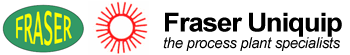 FRASER
Fraser Uniquip
the process plant specialists